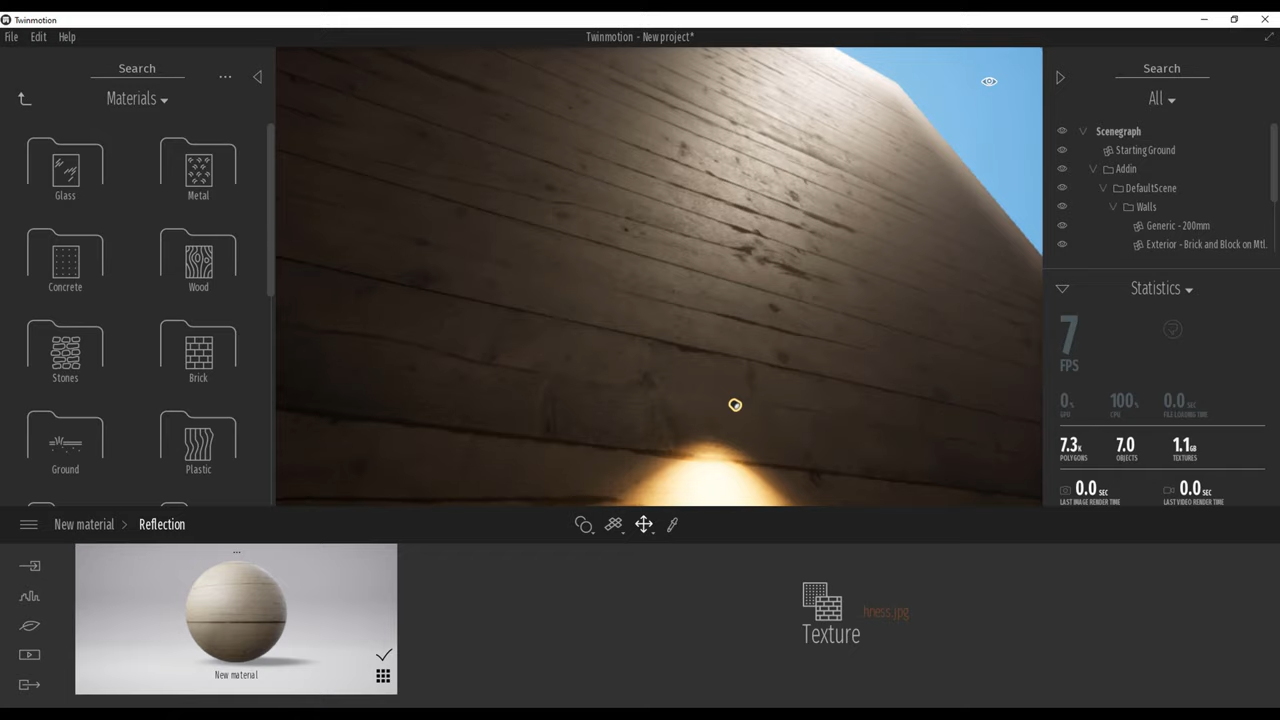 Twinmotion
File Edit Help
Twinmotion - New project*
Search
...
Materials
Glass
Metal
Concrete
Wood
Stones
Brick
Ground
Plastic
Search
All
Scenegraph
Starting Ground
Addin
DefaultScene
Walls
Generic - 200mm
Exterior - Brick and Block on Mtl.
Statistics
7
FPS
0% 100% 0.0 SEC
GPU CPU FILE LOADING TIME
7.3K 7.0 1.1GB
POLYGONS OBJECTS TEXTURES
0.0 SEC 0.0 SEC
LAST IMAGE RENDER TIME LAST VIDEO RENDER TIME
New material > Reflection
...
New material
hness.jpg
Texture